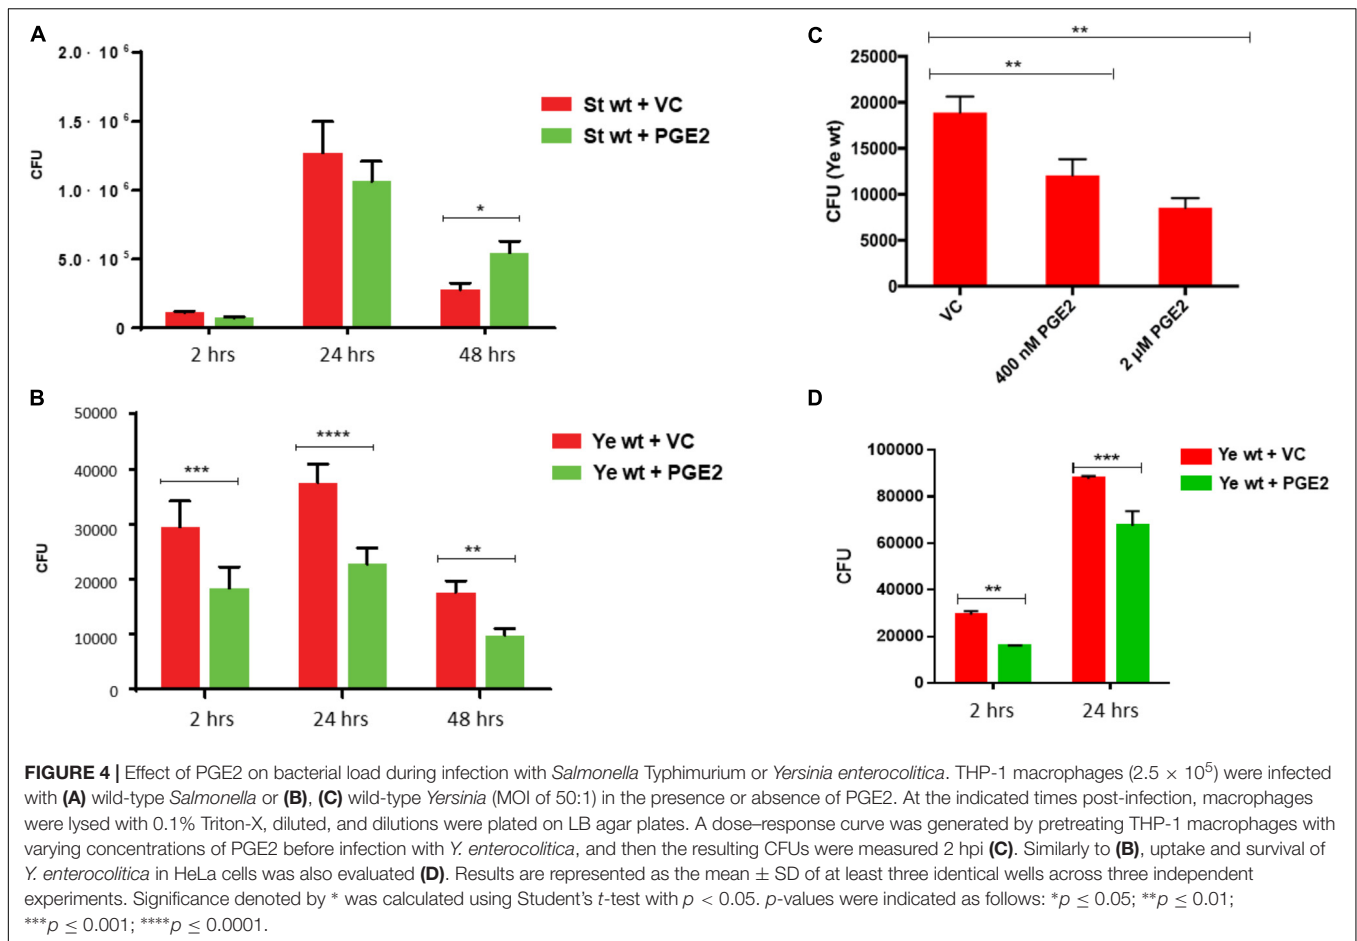 A
2.0 · 10 6
1.5 · 10 6
1.0 · 10 6
5.0 · 10 5
0
CFU
St wt + VC
St wt + PGE2
*
2 hrs
24 hrs
48 hrs
B
50000
40000
30000
20000
10000
0
CFU
Ye wt + VC
Ye wt + PGE2
***
****
**
2 hrs
24 hrs
48 hrs
C
25000
20000
15000
10000
5000
0
CFU (Ye wt)
**
**
VC
400 nM PGE2
2 µM PGE2
D
100000
80000
60000
40000
20000
0
CFU
Ye wt + VC
Ye wt + PGE2
**
***
2 hrs
24 hrs
FIGURE 4 | Effect of PGE2 on bacterial load during infection with Salmonella Typhimurium or Yersinia enterocolitica. THP-1 macrophages (2.5 × 10⁵) were infected
with (A) wild-type Salmonella or (B), (C) wild-type Yersinia (MOI of 50:1) in the presence or absence of PGE2. At the indicated times post-infection, macrophages
were lysed with 0.1% Triton-X, diluted, and dilutions were plated on LB agar plates. A dose–response curve was generated by pretreating THP-1 macrophages with
varying concentrations of PGE2 before infection with Y. enterocolitica, and then the resulting CFUs were measured 2 hpi (C). Similarly to (B), uptake and survival of
Y. enterocolitica in HeLa cells was also evaluated (D). Results are represented as the mean ± SD of at least three identical wells across three independent
experiments. Significance denoted by * was calculated using Student's t-test with p < 0.05. p-values were indicated as follows: *p ≤ 0.05; **p ≤ 0.01;
***p ≤ 0.001; ****p ≤ 0.0001.